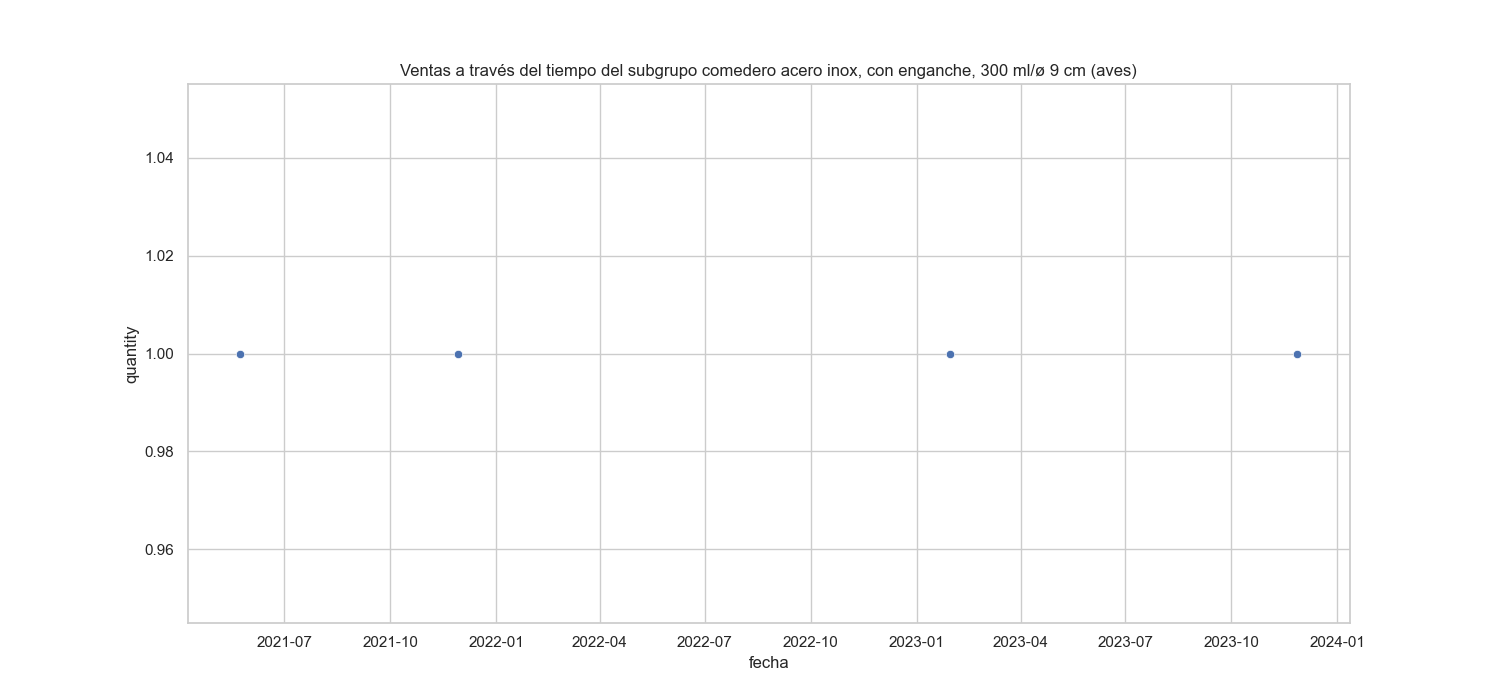 Ventas a través del tiempo del subgrupo comedero acero inox, con enganche, 300 ml/ø 9 cm (aves)
1.04
1.02
1.00
0.98
0.96
quantity
2021-07 2021-10 2022-01 2022-04 2022-07 2022-10 2023-01 2023-04 2023-07 2023-10 2024-01
fecha